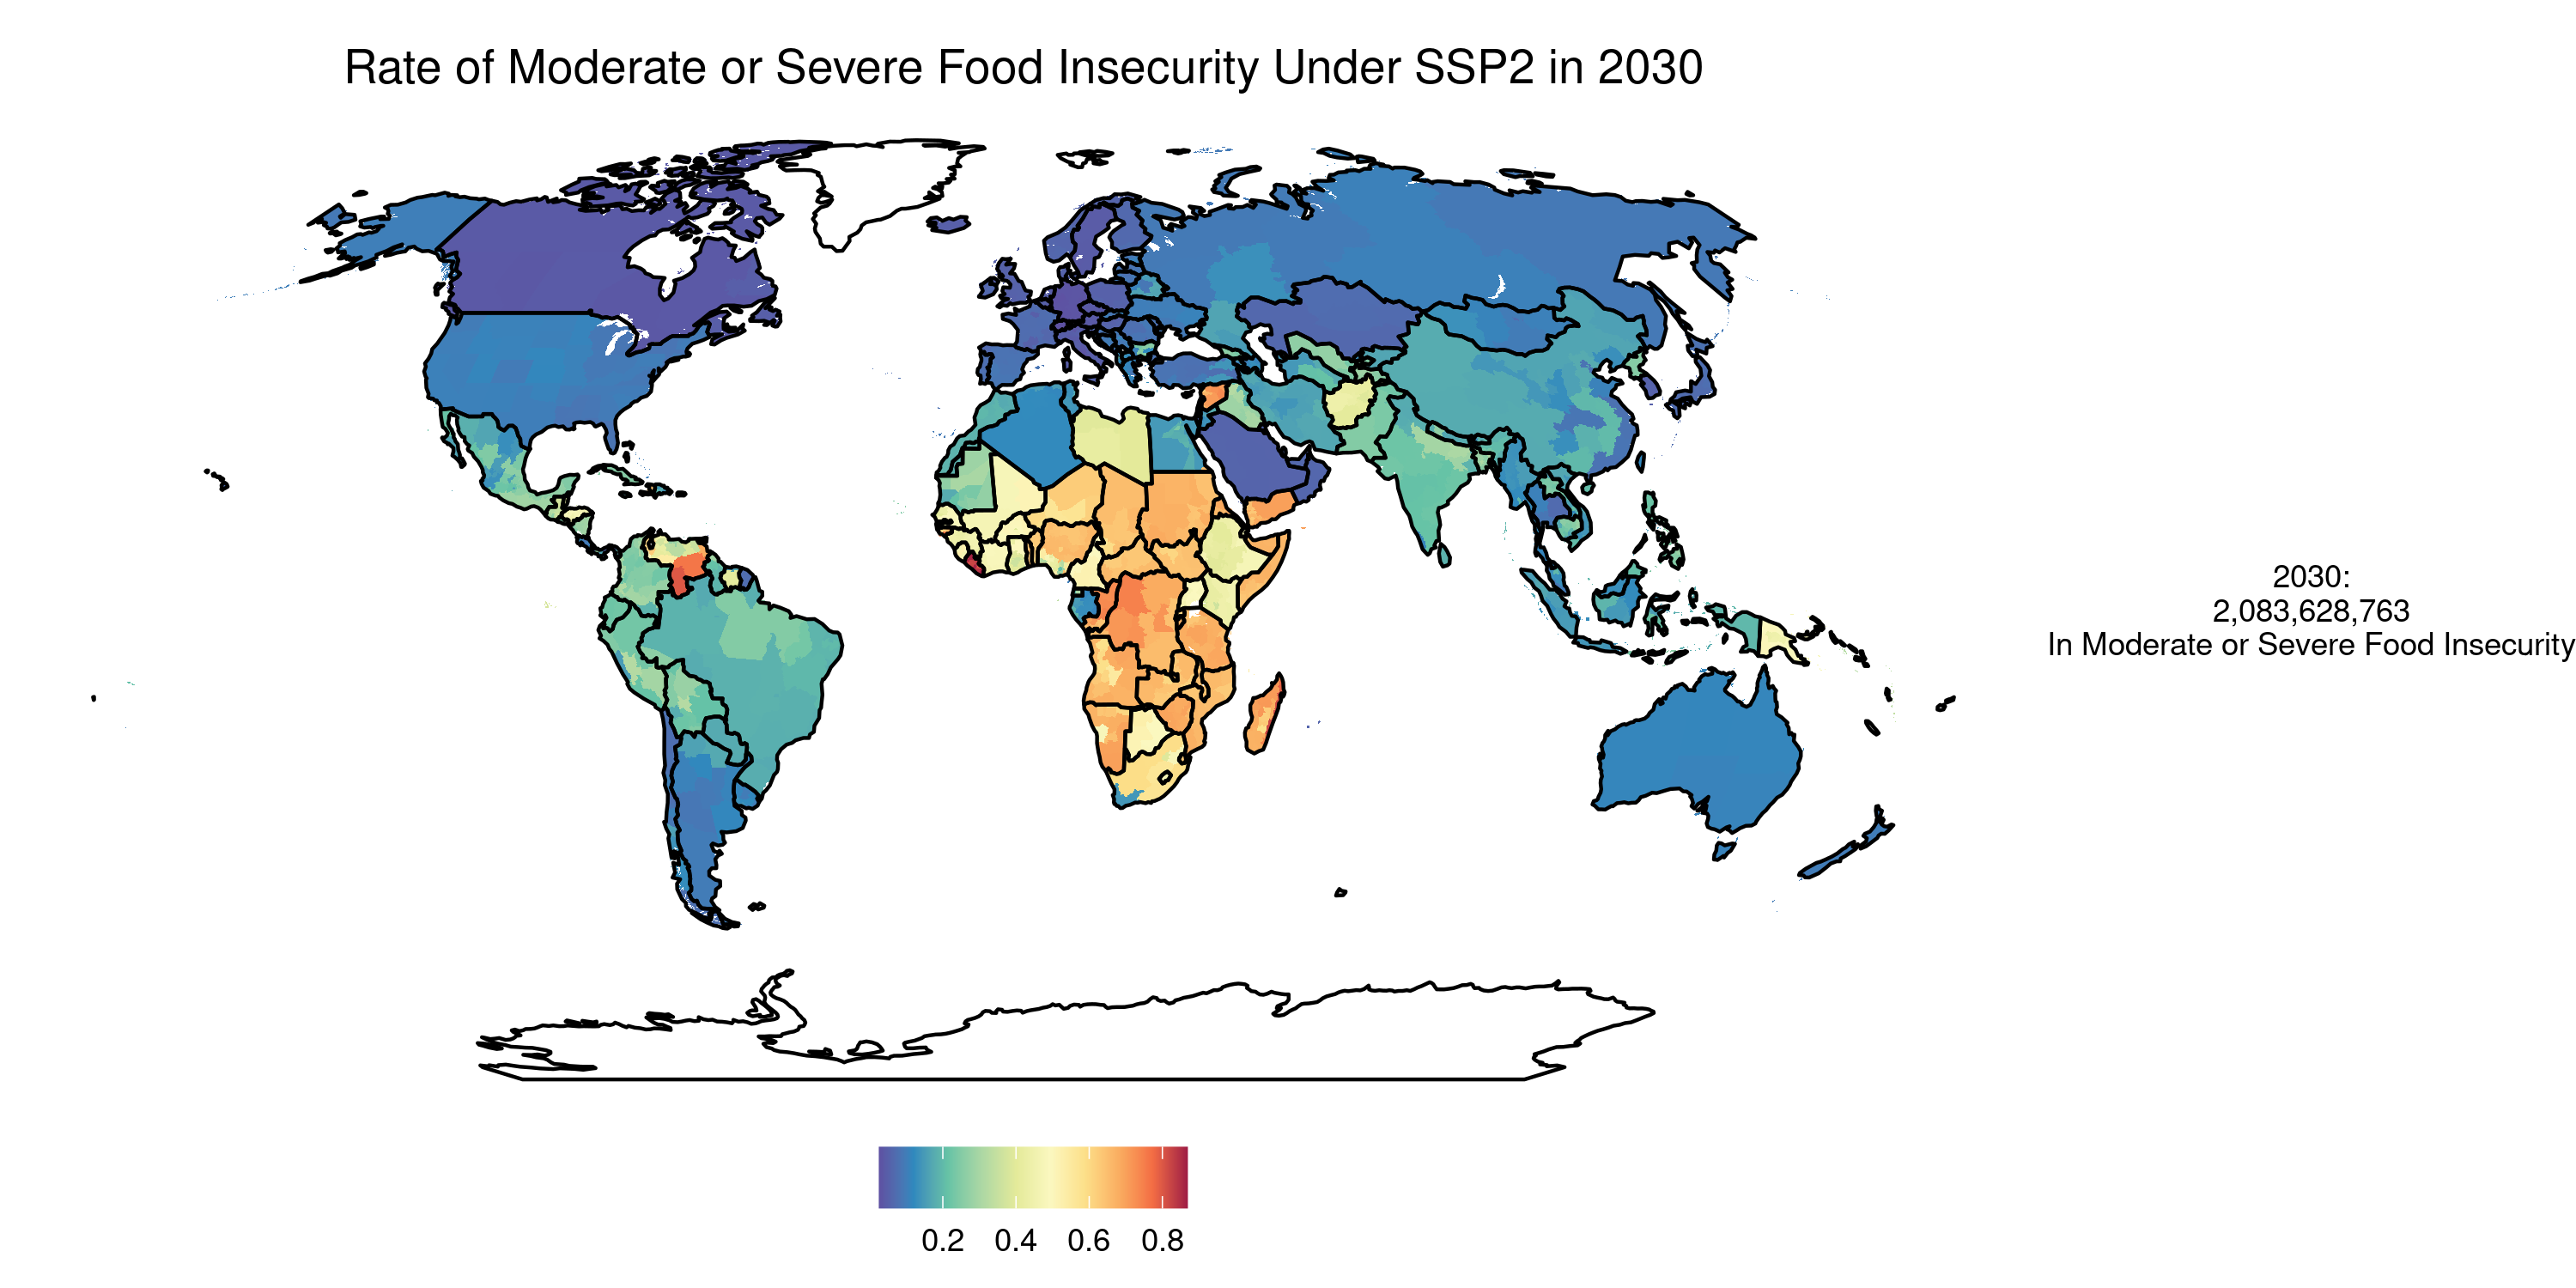 Rate of Moderate or Severe Food Insecurity Under SSP2 in 2030
2030:
2,083,628,763
In Moderate or Severe Food Insecurity
0.2 0.4 0.6 0.8